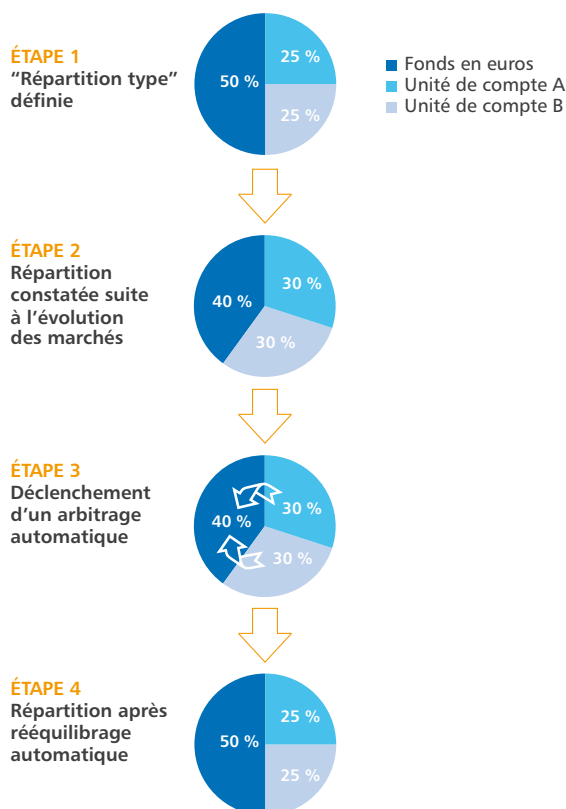 ÉTAPE 1
“Répartition type”
définie
50 %
25 %
25 %
Fonds en euros
Unité de compte A
Unité de compte B
ÉTAPE 2
Répartition
constatée suite
à l’évolution
des marchés
40 %
30 %
30 %
ÉTAPE 3
Déclenchement
d’un arbitrage
automatique
40 %
30 %
30 %
ÉTAPE 4
Répartition après
rééquilibrage
automatique
50 %
25 %
25 %